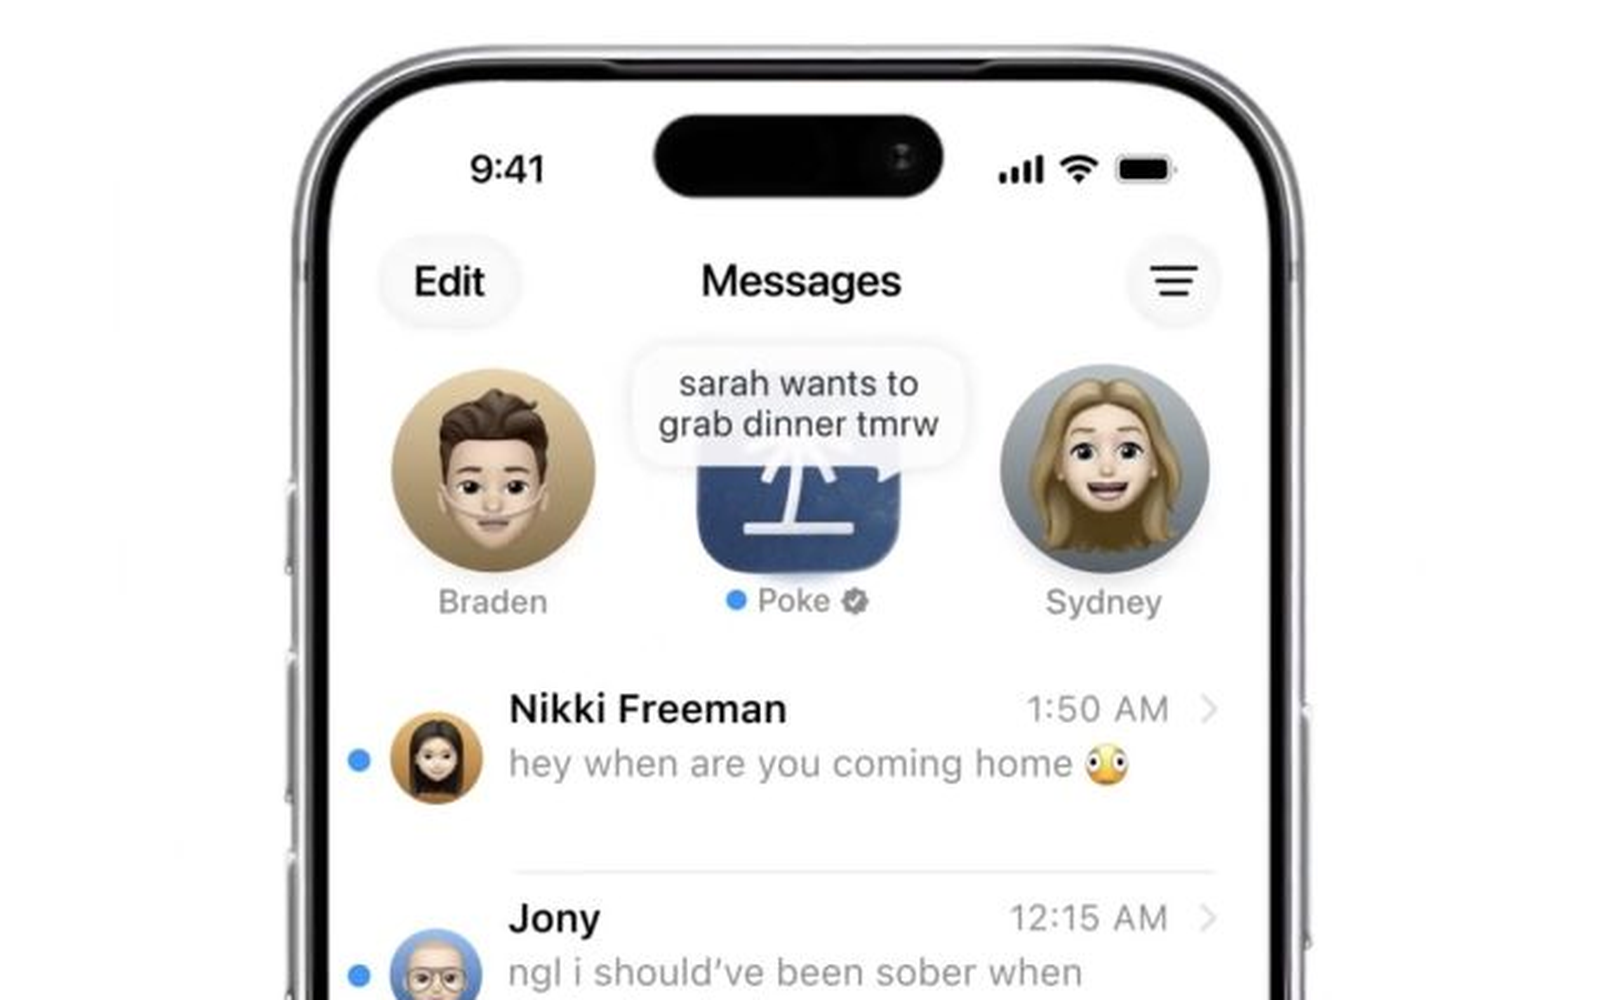 9:41
Edit
Messages
sarah wants to
grab dinner tmrw
Braden
Poke
Sydney
Nikki Freeman
1:50 AM
hey when are you coming home 😳
Jony
12:15 AM
ngl i should’ve been sober when